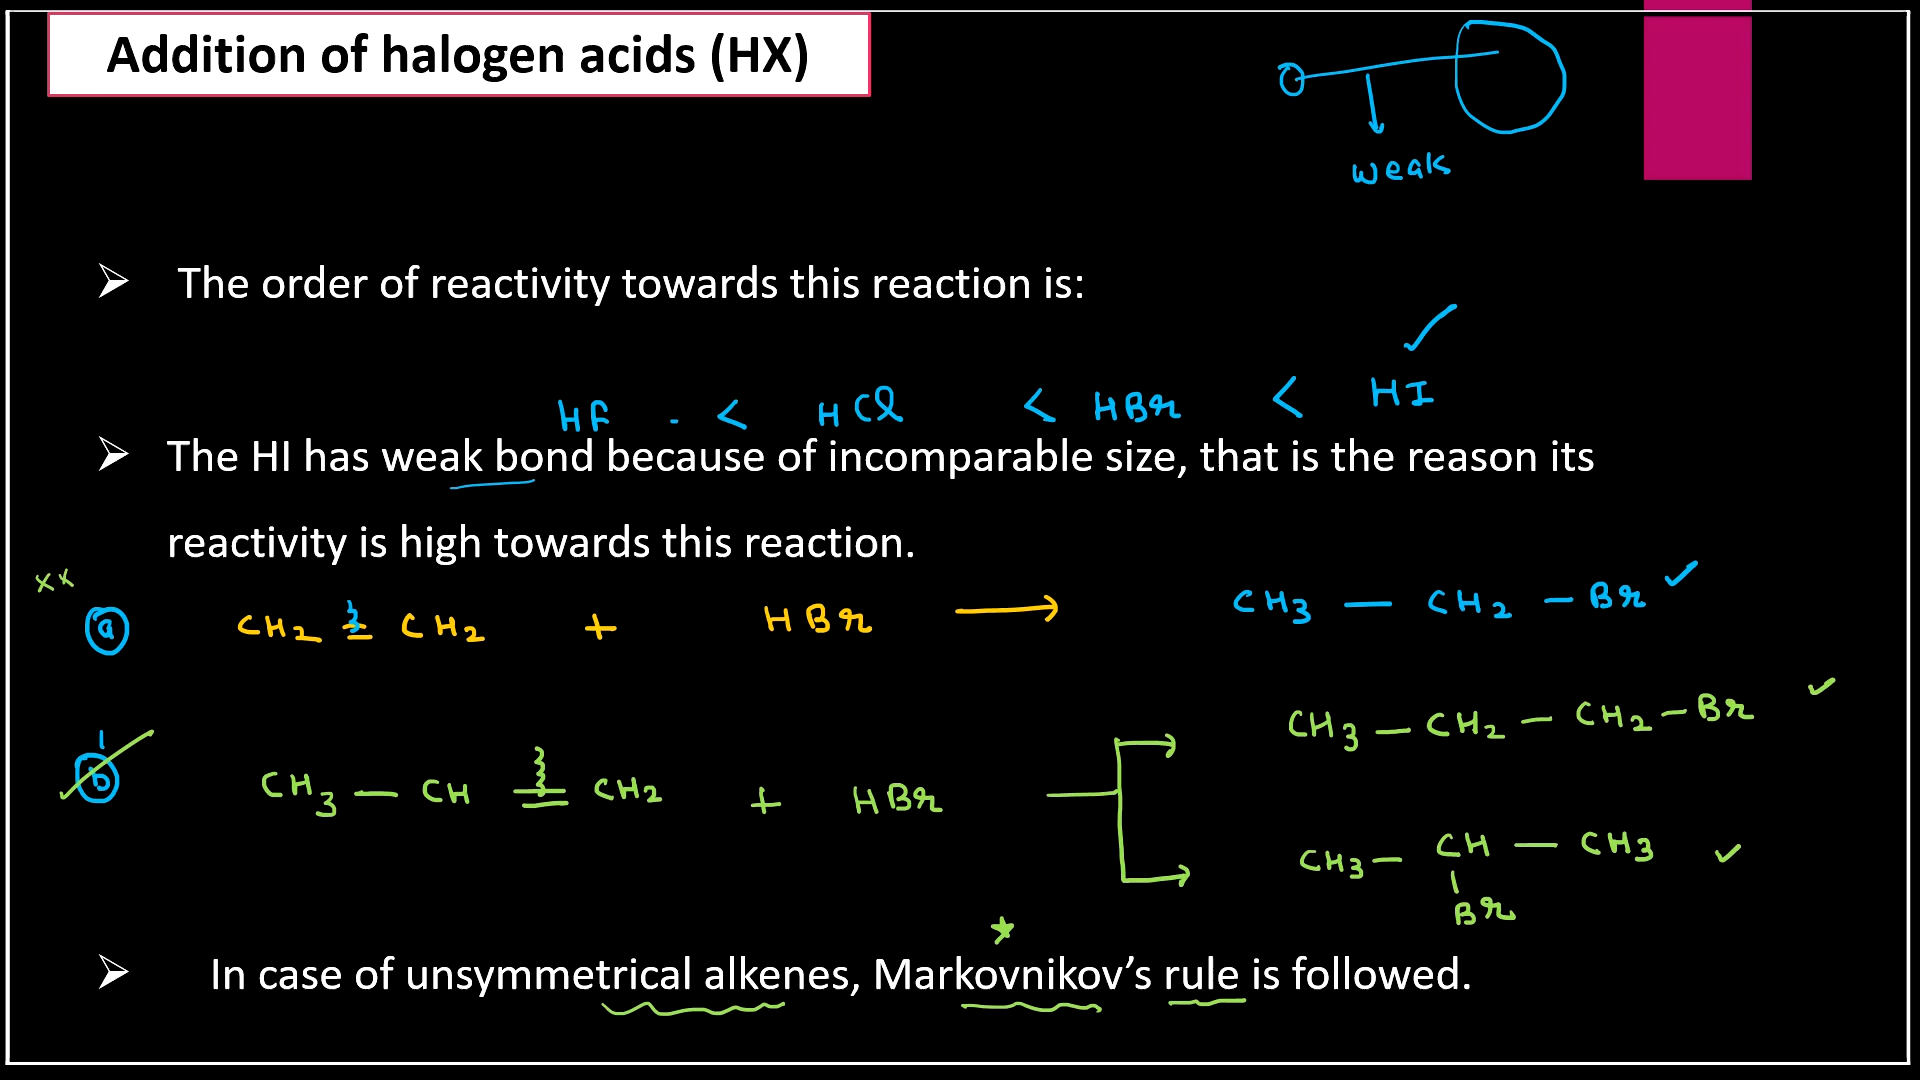 Addition of halogen acids (HX)
weak
➤ The order of reactivity towards this reaction is:
HF . < HCl < HBr < HI
➤ The HI has weak bond because of incomparable size, that is the reason its
reactivity is high towards this reaction.
xx
a CH2 = CH2 + HBr → CH3 — CH2 — Br
CH3 — CH2 — CH2 — Br
b CH3 — CH = CH2 + HBr
CH3 — CH — CH3
Br
➤ In case of unsymmetrical alkenes, Markovnikov’s rule is followed.